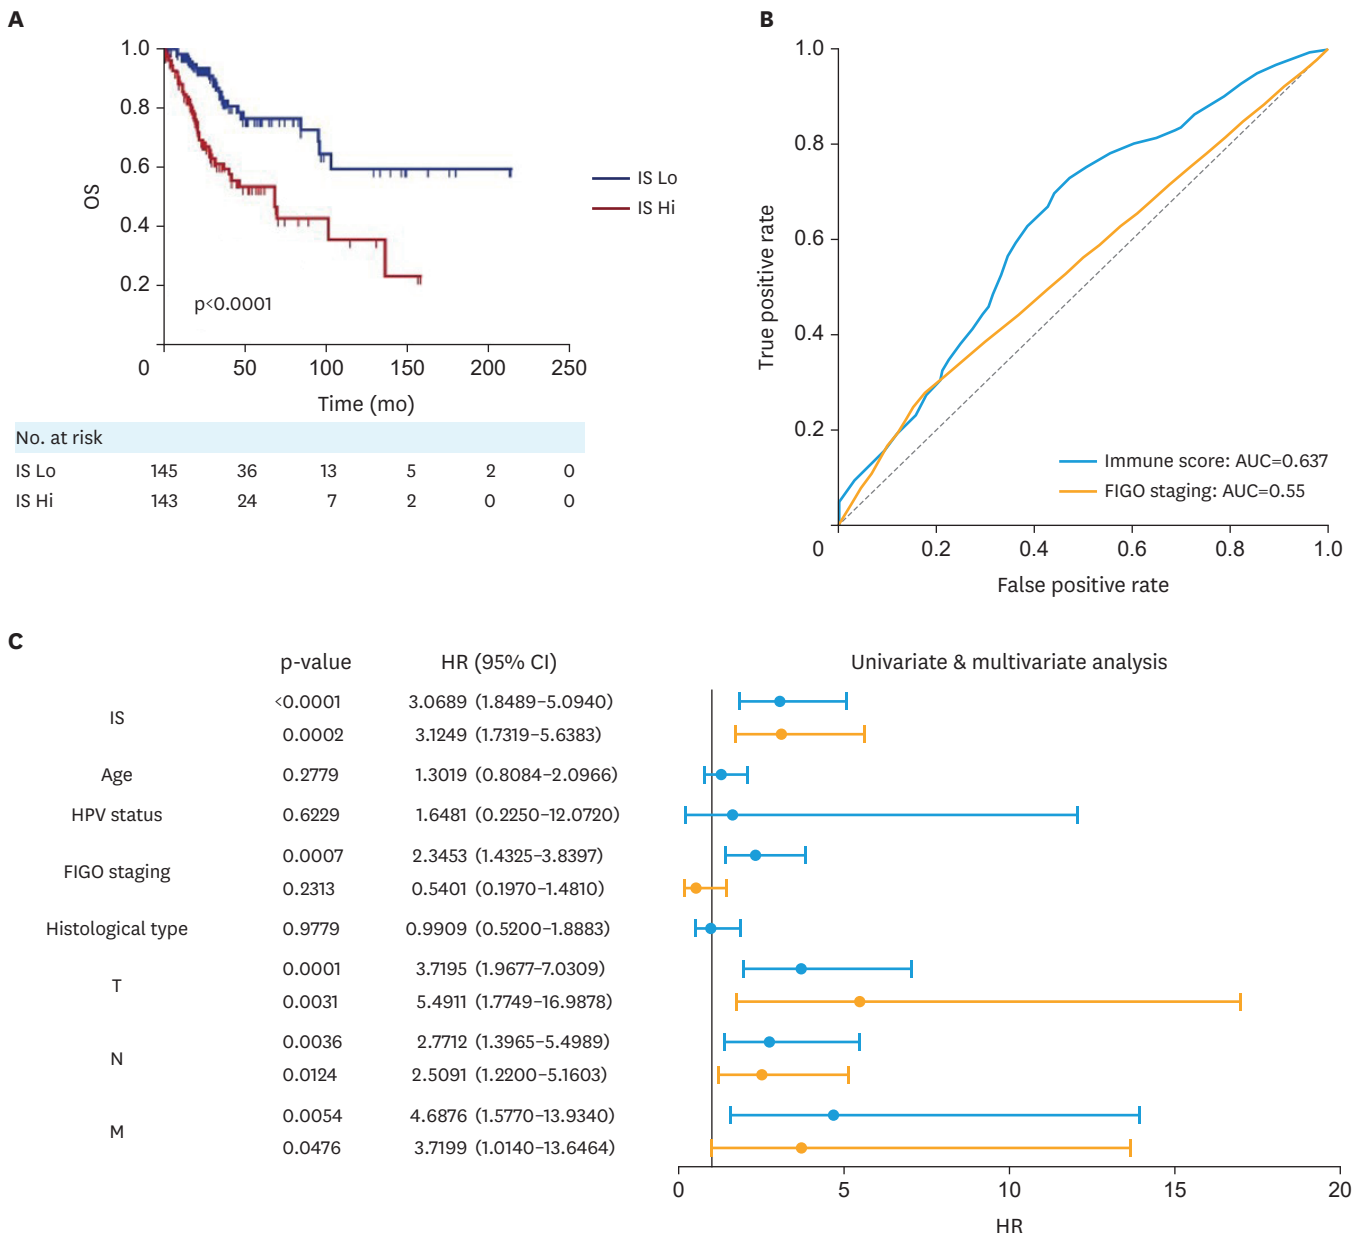 A
1.0
0.8
0.6
0.4
0.2
OS
p<0.0001
0 50 100 150 200 250
Time (mo)
IS Lo
IS Hi
No. at risk
IS Lo 145 36 13 5 2 0
IS Hi 143 24 7 2 0 0
B
1.0
0.8
0.6
0.4
0.2
True positive rate
Immune score: AUC=0.637
FIGO staging: AUC=0.55
0 0.2 0.4 0.6 0.8 1.0
False positive rate
C
p-value HR (95% CI) Univariate & multivariate analysis
IS
<0.0001 3.0689 (1.8489–5.0940)
0.0002 3.1249 (1.7319–5.6383)
Age 0.2779 1.3019 (0.8084–2.0966)
HPV status 0.6229 1.6481 (0.2250–12.0720)
FIGO staging
0.0007 2.3453 (1.4325–3.8397)
0.2313 0.5401 (0.1970–1.4810)
Histological type 0.9779 0.9909 (0.5200–1.8883)
T
0.0001 3.7195 (1.9677–7.0309)
0.0031 5.4911 (1.7749–16.9878)
N
0.0036 2.7712 (1.3965–5.4989)
0.0124 2.5091 (1.2200–5.1603)
M
0.0054 4.6876 (1.5770–13.9340)
0.0476 3.7199 (1.0140–13.6464)
0 5 10 15 20
HR